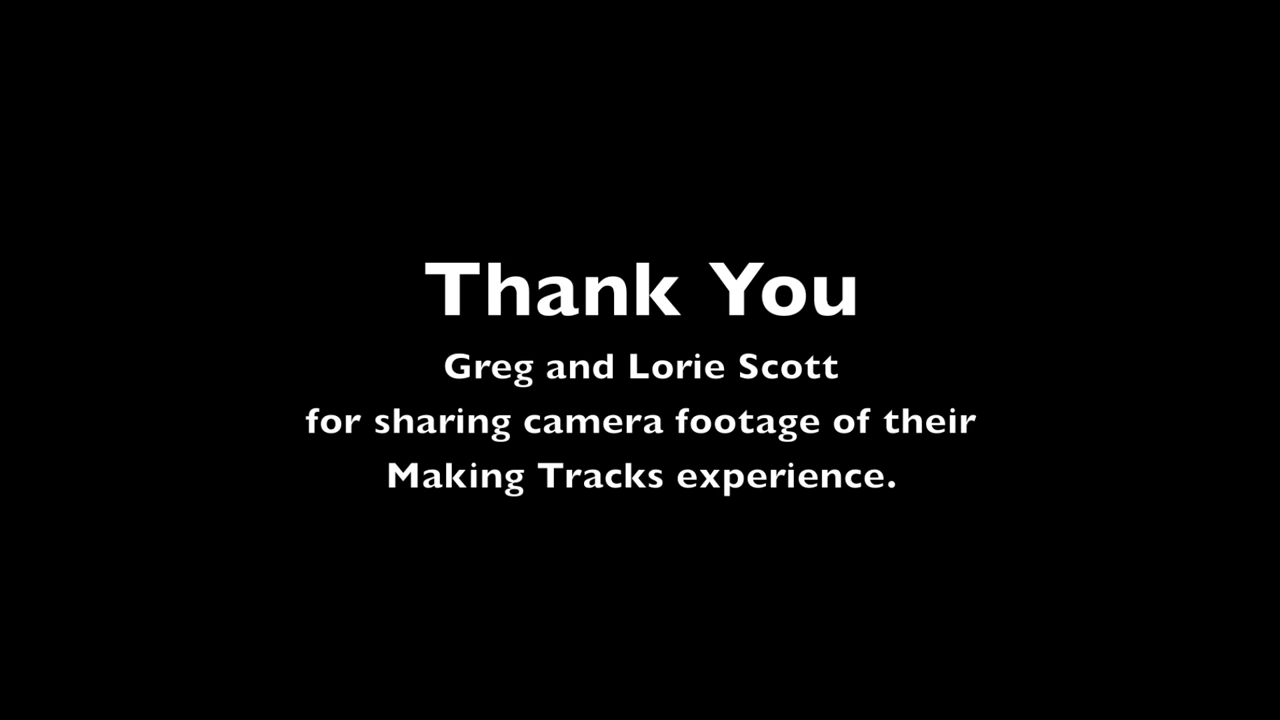 Thank You
Greg and Lorie Scott
for sharing camera footage of their
Making Tracks experience.